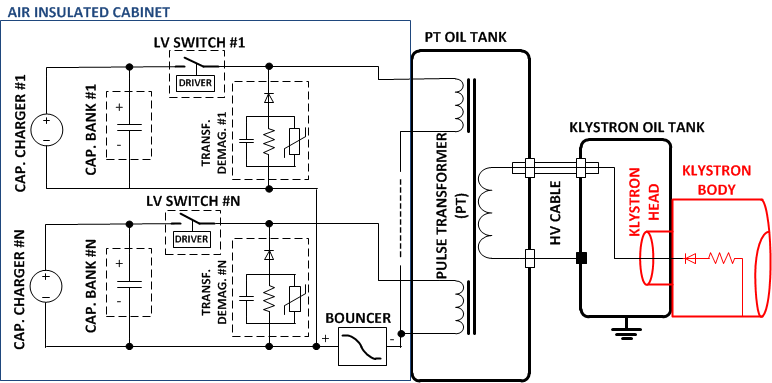 AIR INSULATED CABINET
LV SWITCH #1
DRIVER
CAP. CHARGER #1
+
−
CAP. BANK #1
+
-
TRANSF.
DEMAG. #1
PT OIL TANK
PULSE TRANSFORMER
(PT)
HV CABLE
KLYSTRON OIL TANK
KLYSTRON
HEAD
KLYSTRON
BODY
LV SWITCH #N
DRIVER
CAP. CHARGER #N
+
−
CAP. BANK #N
+
-
TRANSF.
DEMAG. #N
BOUNCER
+
-